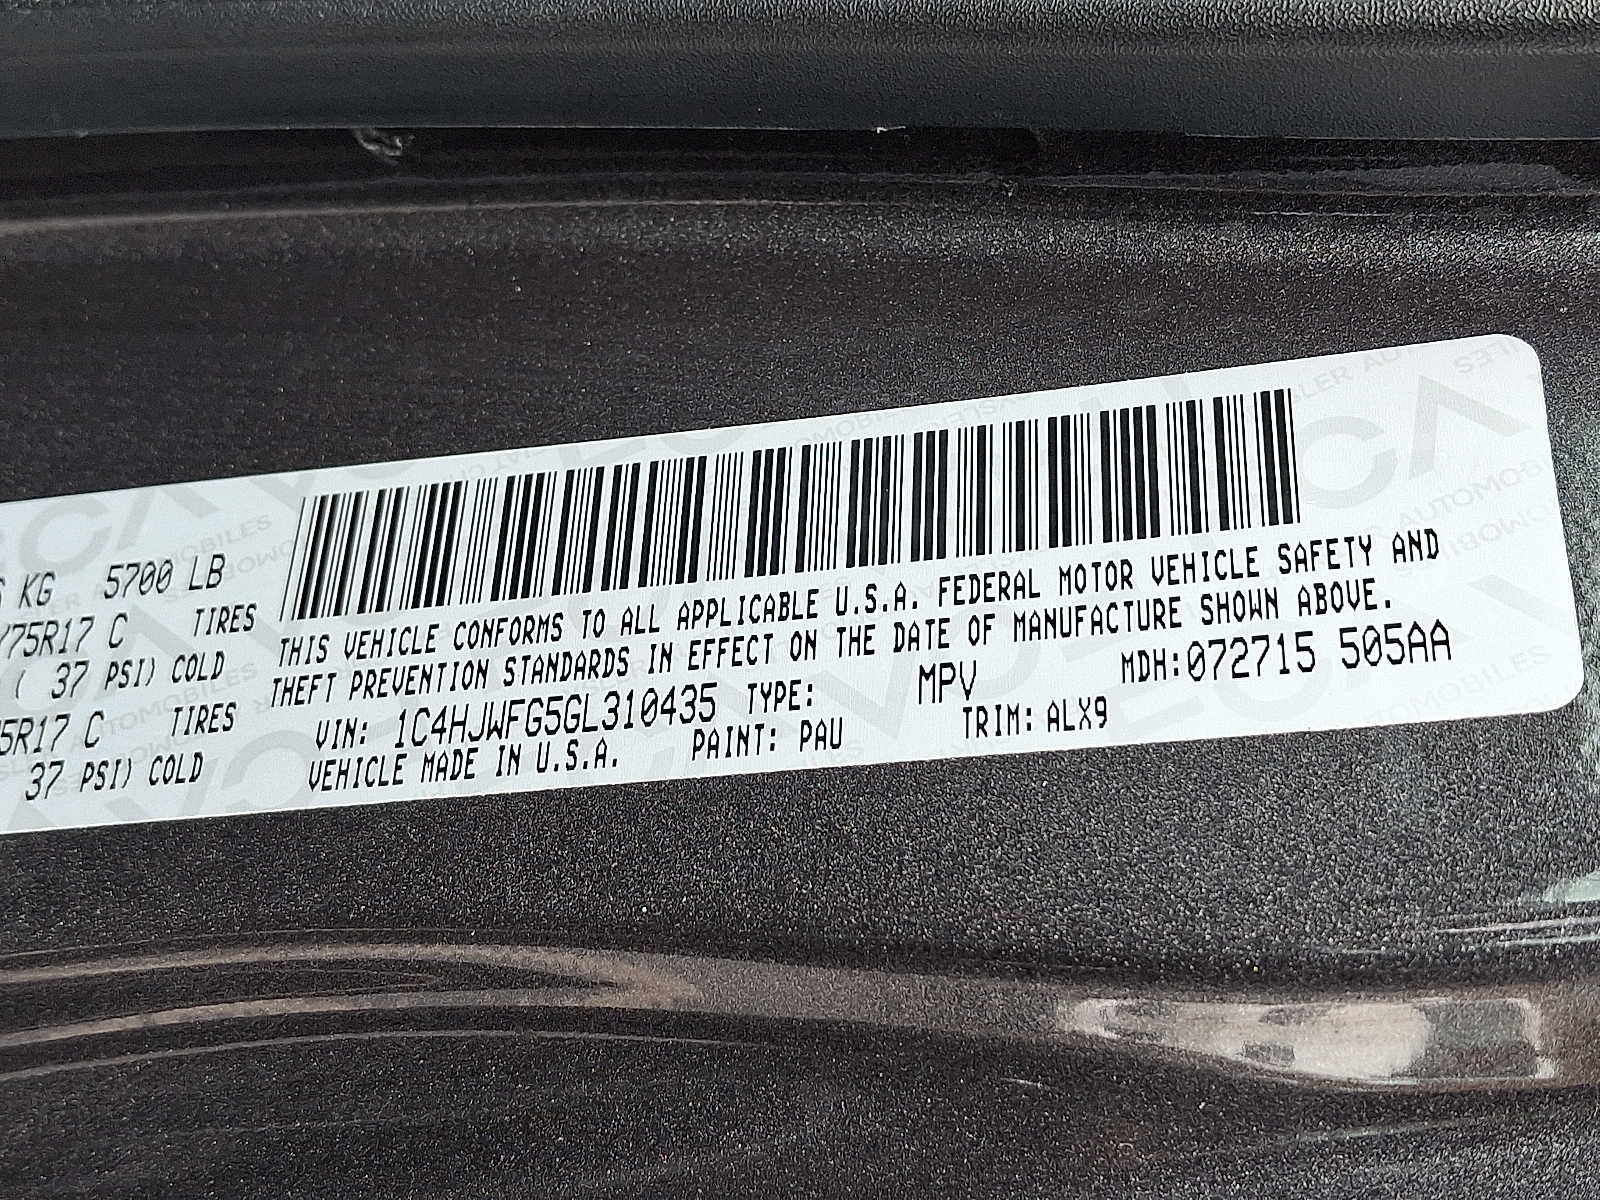 KG 5700 LB
/75R17 C TIRES
( 37 PSI) COLD
5R17 C TIRES
37 PSI) COLD
THIS VEHICLE CONFORMS TO ALL APPLICABLE U.S.A. FEDERAL MOTOR VEHICLE SAFETY AND
THEFT PREVENTION STANDARDS IN EFFECT ON THE DATE OF MANUFACTURE SHOWN ABOVE.
VIN: 1C4HJWFG5GL310435 TYPE: MPV MDH:072715 505AA
VEHICLE MADE IN U.S.A. PAINT: PAU TRIM: ALX9